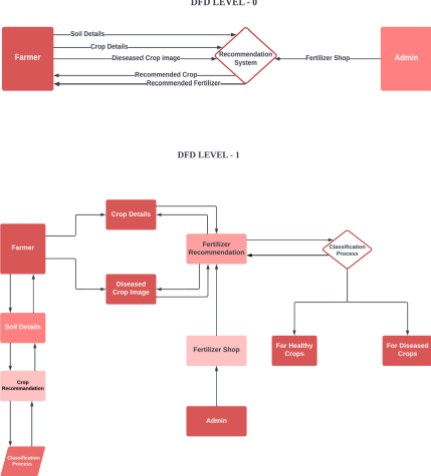 DFD LEVEL - 0
Soil Details
Crop Details
Farmer
Dieseased Crop image
Recommendation
System
Fertilizer Shop
Admin
Recommended Crop
Recommended Fertilizer
DFD LEVEL - 1
Crop Details
Farmer
Fertilizer
Recommendation
Classification
Process
Diseased
Crop Image
Soil Details
Fertilizer Shop
For Healthy
Crops
For Diseased
Crops
Crop
Recommandation
Admin
Classification
Process